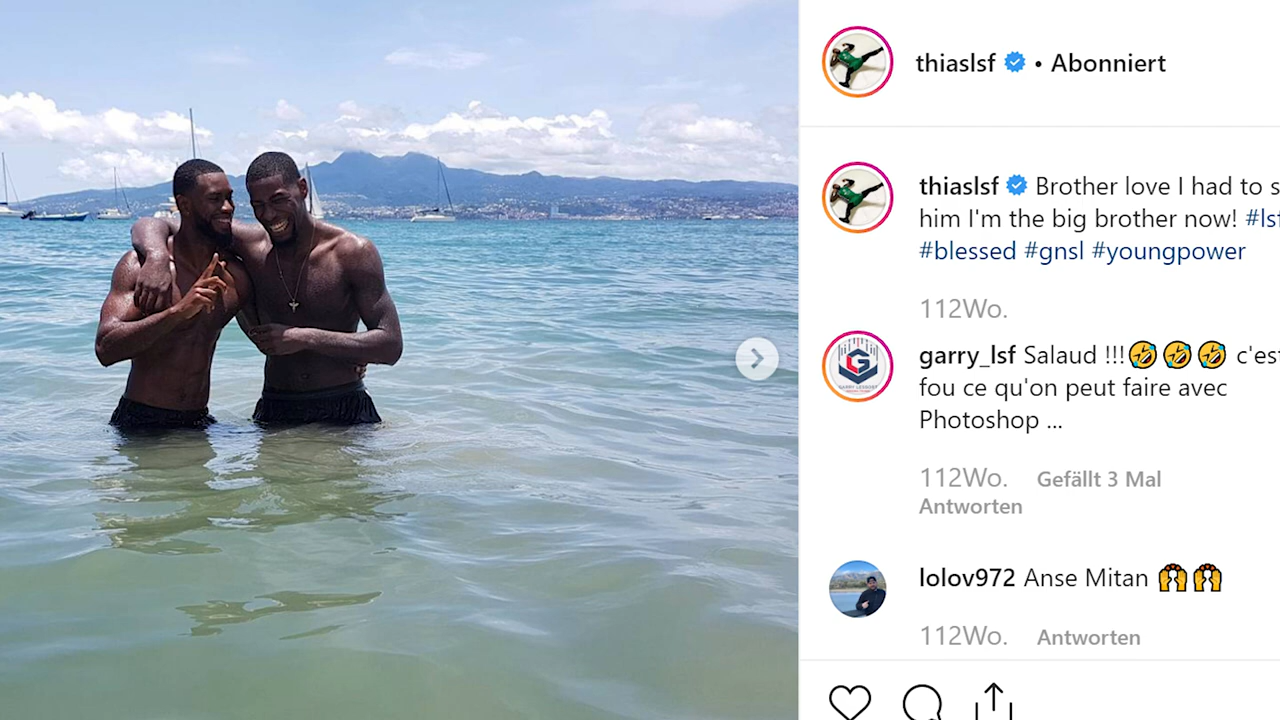 thiaslsf • Abonniert
thiaslsf Brother love I had to s
him I'm the big brother now! #lsf
#blessed #gnsl #youngpower
112Wo.
garry_lsf Salaud !!!🤣🤣🤣 c'est
fou ce qu'on peut faire avec
Photoshop ...
112Wo. Gefällt 3 Mal
Antworten
lolov972 Anse Mitan 🙌🙌
112Wo. Antworten